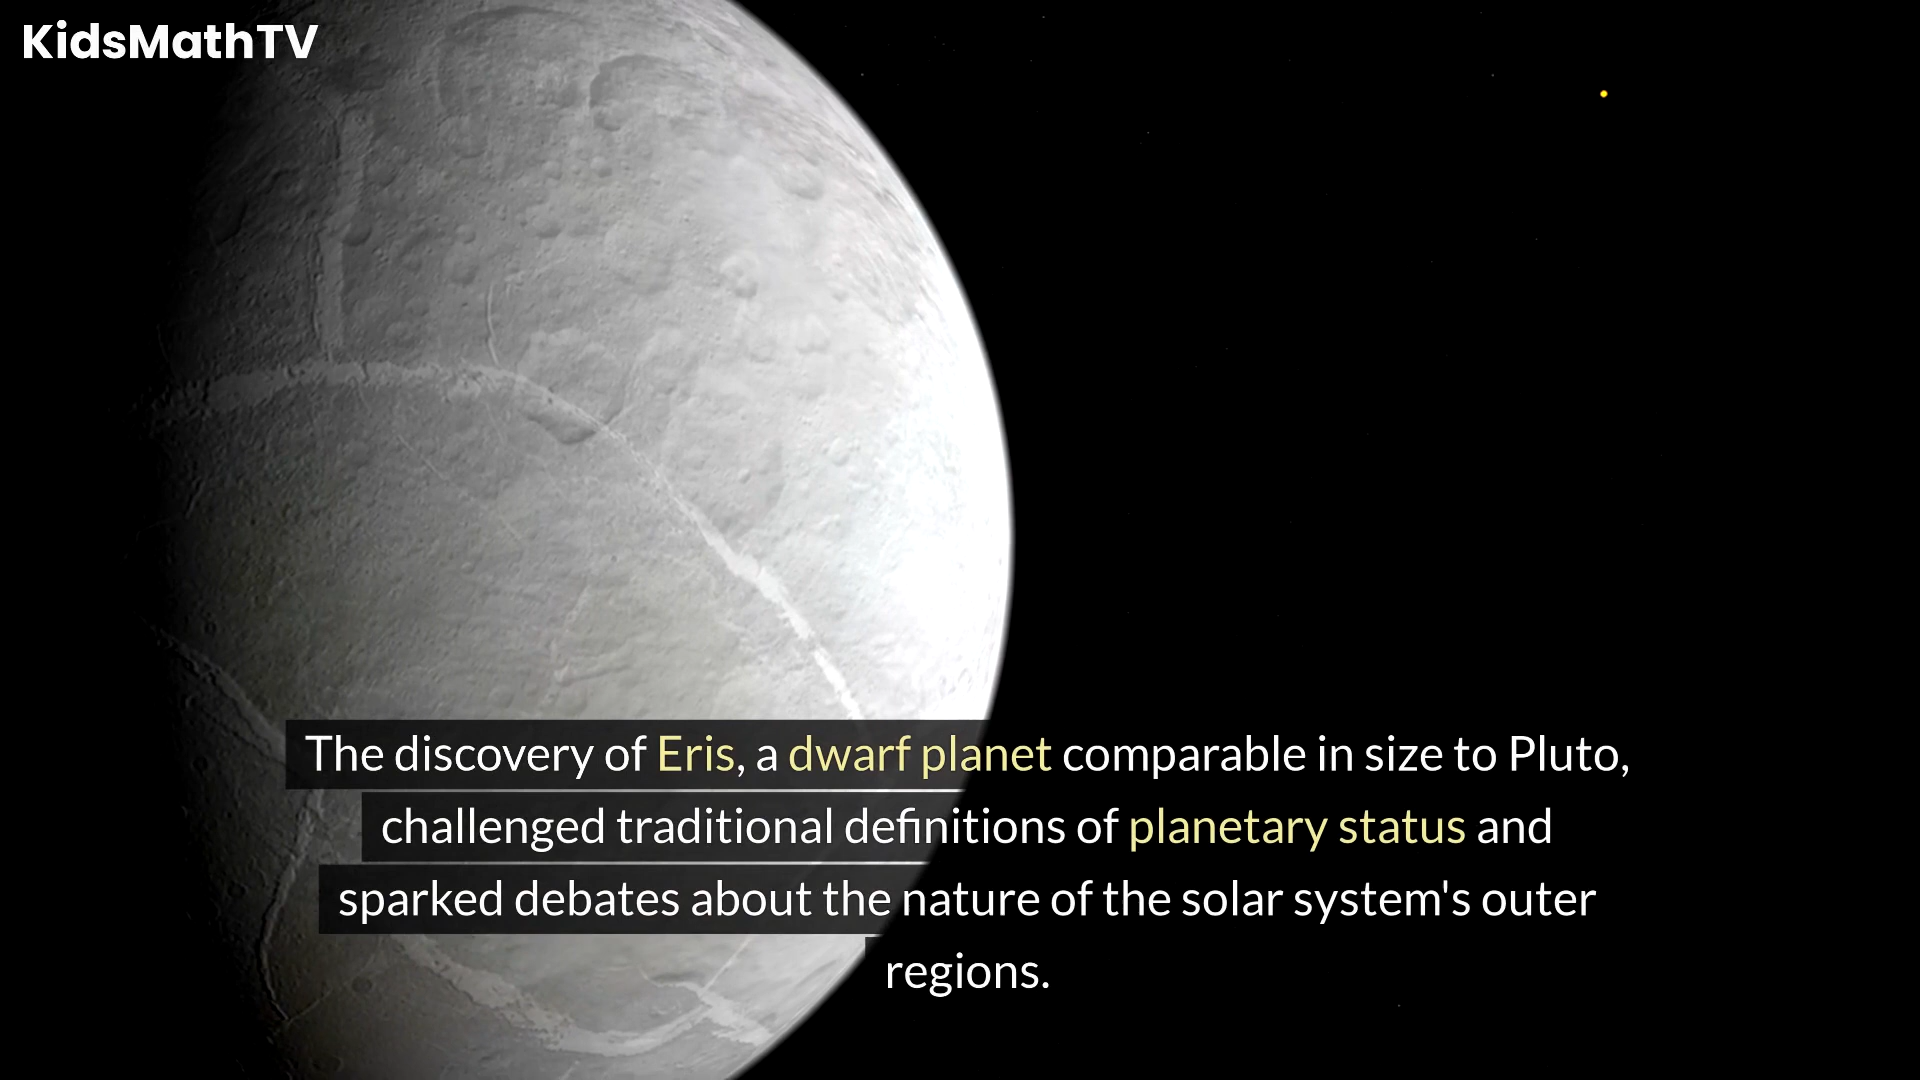 KidsMathTV
The discovery of Eris, a dwarf planet comparable in size to Pluto,
challenged traditional definitions of planetary status and
sparked debates about the nature of the solar system's outer
regions.